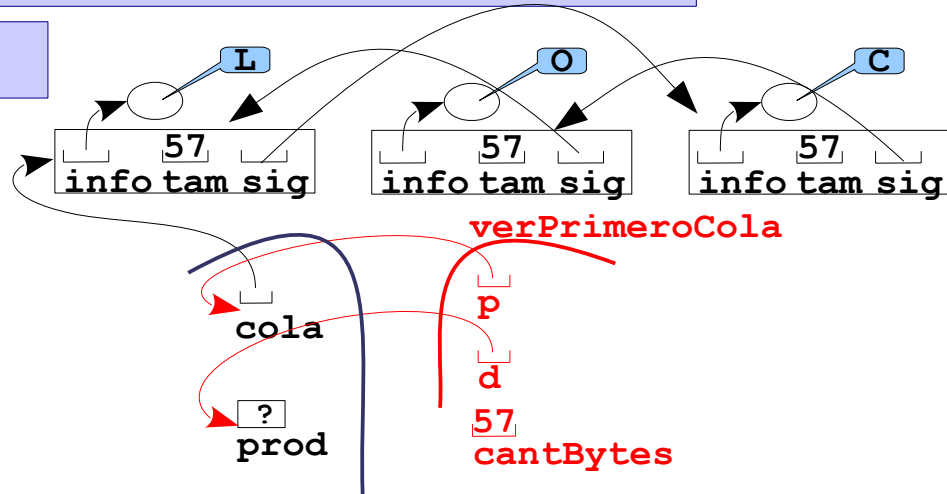 L O C
57 57 57
info tam sig info tam sig info tam sig
verPrimeroCola
p
cola
d
?
prod
57
cantBytes